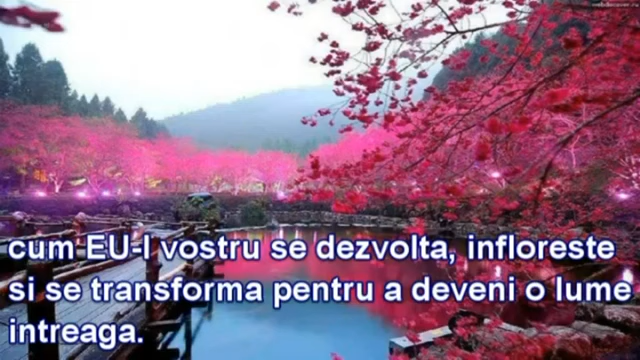 cum EU-l vostru se dezvolta, infloreste
si se transforma pentru a deveni o lume
intreaga.